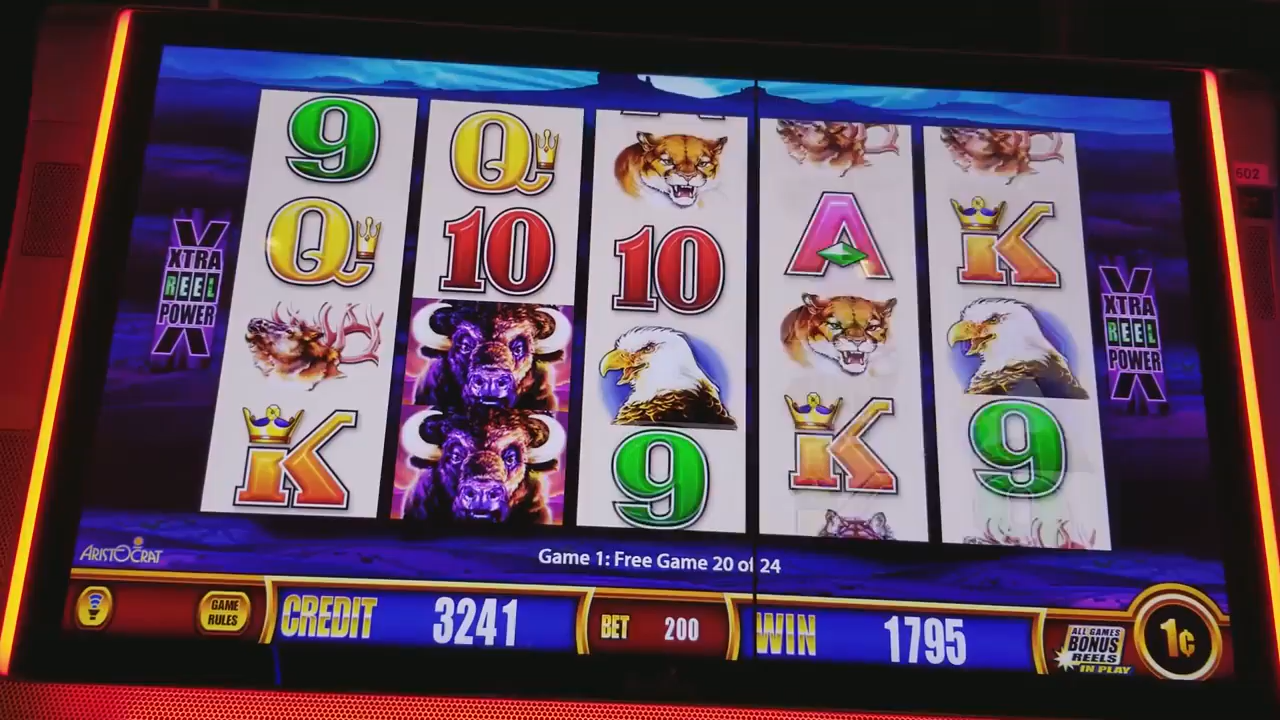 9 Q A K
Q 10 10
K K
9 9
XTRA
REEL
POWER
XTRA
REEL
POWER
602
ARISTOCRAT
Game 1: Free Game 20 of 24
GAME
RULES
CREDIT 3241
BET 200
WIN 1795
ALL GAMES
BONUS
REELS
IN PLAY
1¢